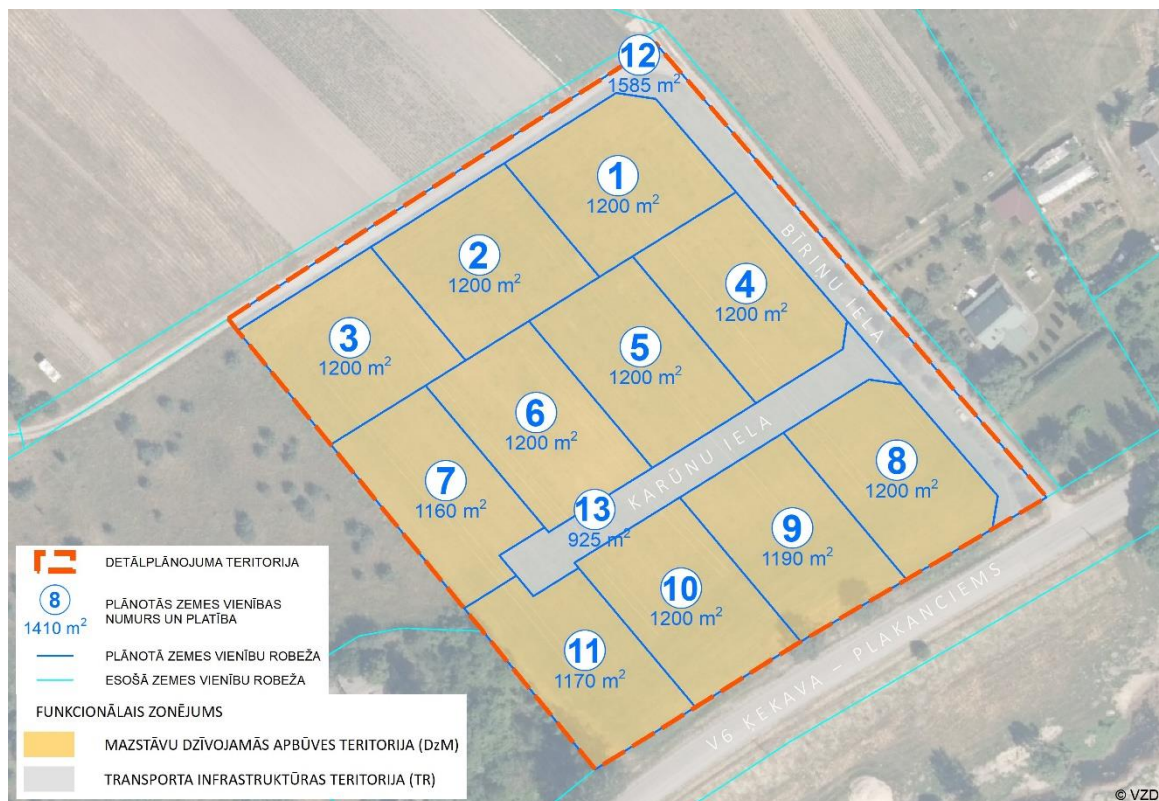 12
1585 m²
1
1200 m²
2
1200 m²
3
1200 m²
4
1200 m²
BĪRIŅU IELA
5
1200 m²
6
1200 m²
7
1160 m²
KARŪNU IELA
8
1200 m²
13
925 m²
9
1190 m²
10
1200 m²
11
1170 m²
V6 ĶEKAVA – PLAKANCIEMS
DETĀLPLĀNOJUMA TERITORIJA
8
1410 m²
PLĀNOTĀS ZEMES VIENĪBAS
NUMURS UN PLATĪBA
PLĀNOTĀ ZEMES VIENĪBU ROBEŽA
ESOŠĀ ZEMES VIENĪBU ROBEŽA
FUNKCIONĀLAIS ZONĒJUMS
MAZSTĀVU DZĪVOJAMĀS APBŪVES TERITORIJA (DzM)
TRANSPORTA INFRASTRUKTŪRAS TERITORIJA (TR)
© VZD